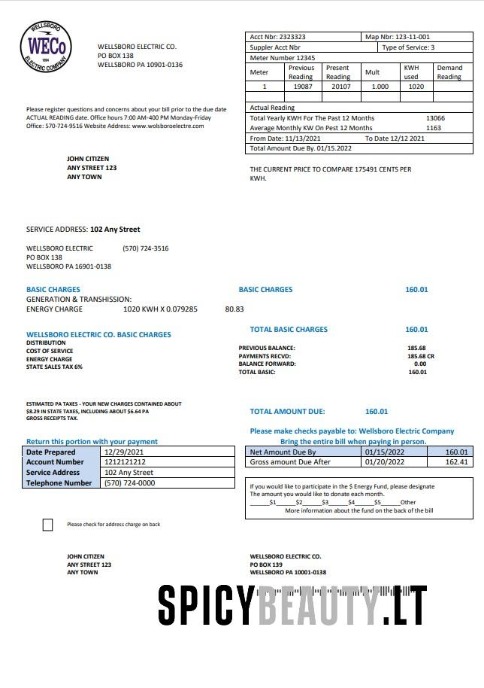 WELLSBORO
WECo
ELECTRIC COMPANY
WELLSBORO ELECTRIC CO.
PO BOX 138
WELLSBORO PA 10901-0136
Acct Nbr: 2323323 Map Nbr: 123-11-001
Suppler Acct Nbr Type of Service: 3
Meter Number 12345
Meter Previous Reading Present Reading Mult KWH used Demand Reading
1 19087 20107 1.000 1020
Actual Reading
Total Yearly KWH For The Past 12 Months 13066
Average Monthly KW On Pest 12 Months 1163
From Date: 11/13/2021 To Date 12/12 2021
Total Amount Due By. 01/15.2022
Please register questions and concerns about your bill prior to the due date
ACTUAL READING date. Office hours 7:00 AM-400 PM Monday-Friday
Office: 570-724-9516 Website Address: www.wolsboroelectre.com
JOHN CITIZEN
ANY STREET 123
ANY TOWN
THE CURRENT PRICE TO COMPARE 175491 CENTS PER
KWH.
SERVICE ADDRESS: 102 Any Street
WELLSBORO ELECTRIC (570) 724-3516
PO BOX 138
WELLSBORO PA 16901-0138
BASIC CHARGES
GENERATION & TRANSMISSION:
ENERGY CHARGE 1020 KWH X 0.079285 80.83
BASIC CHARGES 160.01
WELLSBORO ELECTRIC CO. BASIC CHARGES
DISTRIBUTION
COST OF SERVICE
ENERGY CHARGE
STATE SALES TAX 6%
TOTAL BASIC CHARGES 160.01
PREVIOUS BALANCE: 185.68
PAYMENTS RECVD: 185.68 CR
BALANCE FORWARD: 0.00
TOTAL BASIC: 160.01
ESTIMATED PA TAXES - YOUR NEW CHARGES CONTAINED ABOUT
$8.29 IN STATE TAXES, INCLUDING ABOUT $6.64 PA
GROSS RECEIPTS TAX.
TOTAL AMOUNT DUE: 160.01
Please make checks payable to: Wellsboro Electric Company
Bring the entire bill when paying in person.
Return this portion with your payment
Date Prepared 12/29/2021
Account Number 1212121212
Service Address 102 Any Street
Telephone Number (570) 724-0000
Net Amount Due By 01/15/2022 160.01
Gross amount Due After 01/20/2022 162.41
If you would like to participate in the $ Energy Fund, please designate
The amount you would like to donate each month.
____$1____$2____$3____$4____$5____Other
More information about the fund on the back of the bill
Please check for address charge on back
JOHN CITIZEN
ANY STREET 123
ANY TOWN
WELLSBORO ELECTRIC CO.
PO BOX 139
WELLSBORO PA 10001-0138
SPICYBEAUTY.LT